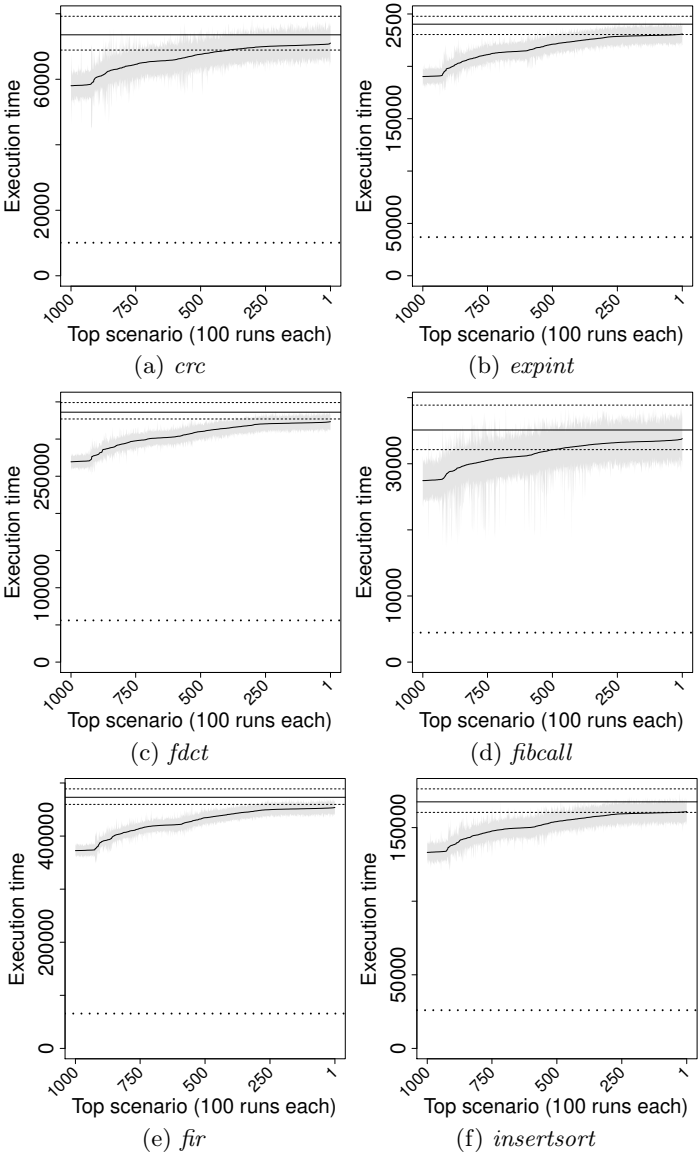 Execution time
0 20000 60000
1000 750 500 250 1
Top scenario (100 runs each)
(a) crc
Execution time
0 50000 150000 2500
1000 750 500 250 1
Top scenario (100 runs each)
(b) expint
Execution time
0 100000 250000
1000 750 500 250 1
Top scenario (100 runs each)
(c) fdct
Execution time
0 10000 30000
1000 750 500 250 1
Top scenario (100 runs each)
(d) fibcall
Execution time
0 200000 400000
1000 750 500 250 1
Top scenario (100 runs each)
(e) fir
Execution time
0 50000 150000
1000 750 500 250 1
Top scenario (100 runs each)
(f) insertsort